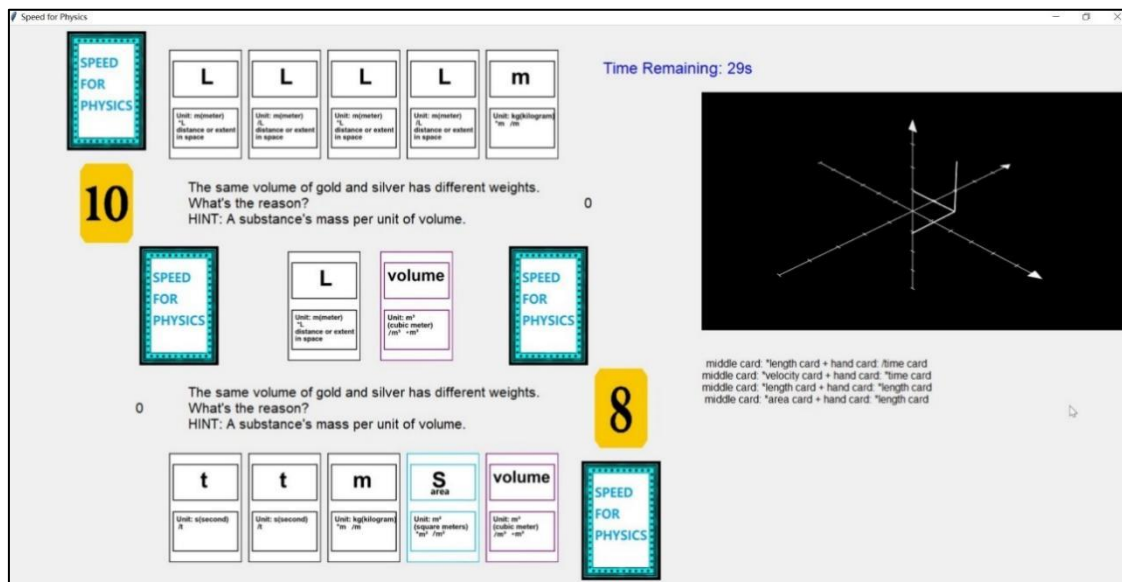 Speed for Physics
SPEED
FOR
PHYSICS
L
Unit: m(meter)
*L
distance or extent
in space
L
Unit: m(meter)
/L
distance or extent
in space
L
Unit: m(meter)
*L
distance or extent
in space
L
Unit: m(meter)
/L
distance or extent
in space
m
Unit: kg(kilogram)
*m /m
Time Remaining: 29s
10
The same volume of gold and silver has different weights.
What's the reason?
HINT: A substance's mass per unit of volume.
0
SPEED
FOR
PHYSICS
L
Unit: m(meter)
*L
distance or extent
in space
volume
Unit: m³
(cubic meter)
/m³ *m³
SPEED
FOR
PHYSICS
middle card: *length card + hand card: /time card
middle card: *velocity card + hand card: *time card
middle card: *length card + hand card: *length card
middle card: *area card + hand card: *length card
0
The same volume of gold and silver has different weights.
What's the reason?
HINT: A substance's mass per unit of volume.
8
t
Unit: s(second)
/t
t
Unit: s(second)
/t
m
Unit: kg(kilogram)
*m /m
S
area
Unit: m²
(square meters)
*m² /m²
volume
Unit: m³
(cubic meter)
/m³ *m³
SPEED
FOR
PHYSICS